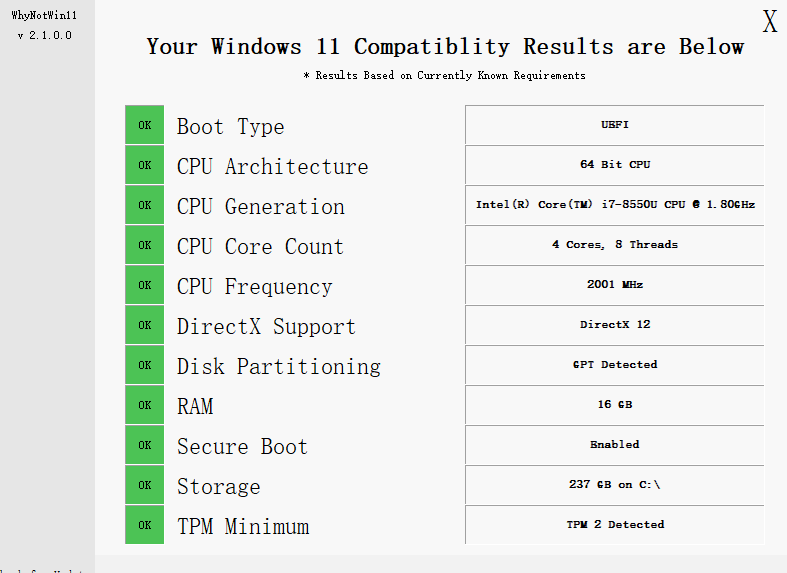 WhyNotWin11
v 2.1.0.0
X
Your Windows 11 Compatiblity Results are Below
* Results Based on Currently Known Requirements
OK Boot Type UEFI
OK CPU Architecture 64 Bit CPU
OK CPU Generation Intel(R) Core(TM) i7-8550U CPU @ 1.80GHz
OK CPU Core Count 4 Cores, 8 Threads
OK CPU Frequency 2001 MHz
OK DirectX Support DirectX 12
OK Disk Partitioning GPT Detected
OK RAM 16 GB
OK Secure Boot Enabled
OK Storage 237 GB on C:\
OK TPM Minimum TPM 2 Detected